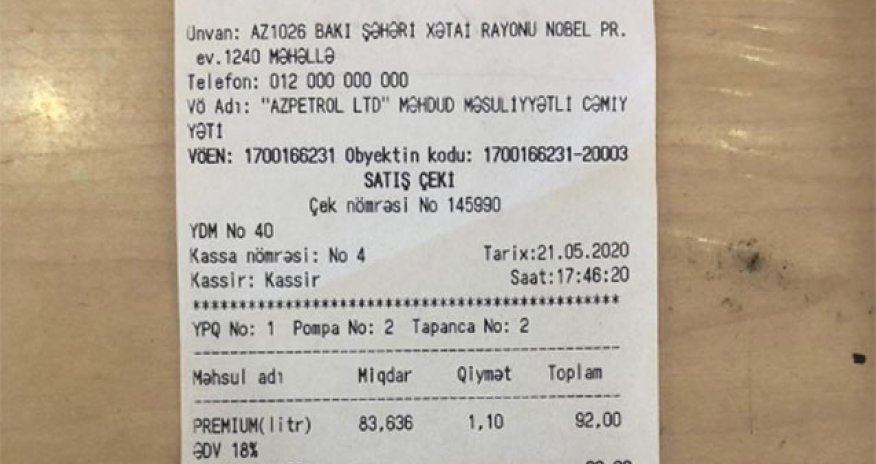 Ünvan: AZ1026 BAKI ŞƏHƏRİ XƏTAİ RAYONU NOBEL PR.
ev.1240 MƏHƏLLƏ
Telefon: 012 000 000 000
VÖ Adı: "AZPETROL LTD" MƏHDUD MƏSULİYYƏTLİ CƏMIY
YƏTİ
VÖEN: 1700166231 Obyektin kodu: 1700166231-20003
SATIŞ ÇEKİ
Çek nömrəsi No 145990
YDM No 40
Kassa nömrəsi: No 4 Tarix:21.05.2020
Kassir: Kassir Saat:17:46:20
***********************************************
YPQ No: 1 Pompa No: 2 Tapanca No: 2
-----------------------------------------------
Məhsul adı Miqdar Qiymət Toplam
-----------------------------------------------
PREMIUM(litr) 83,636 1,10 92,00
ƏDV 18%